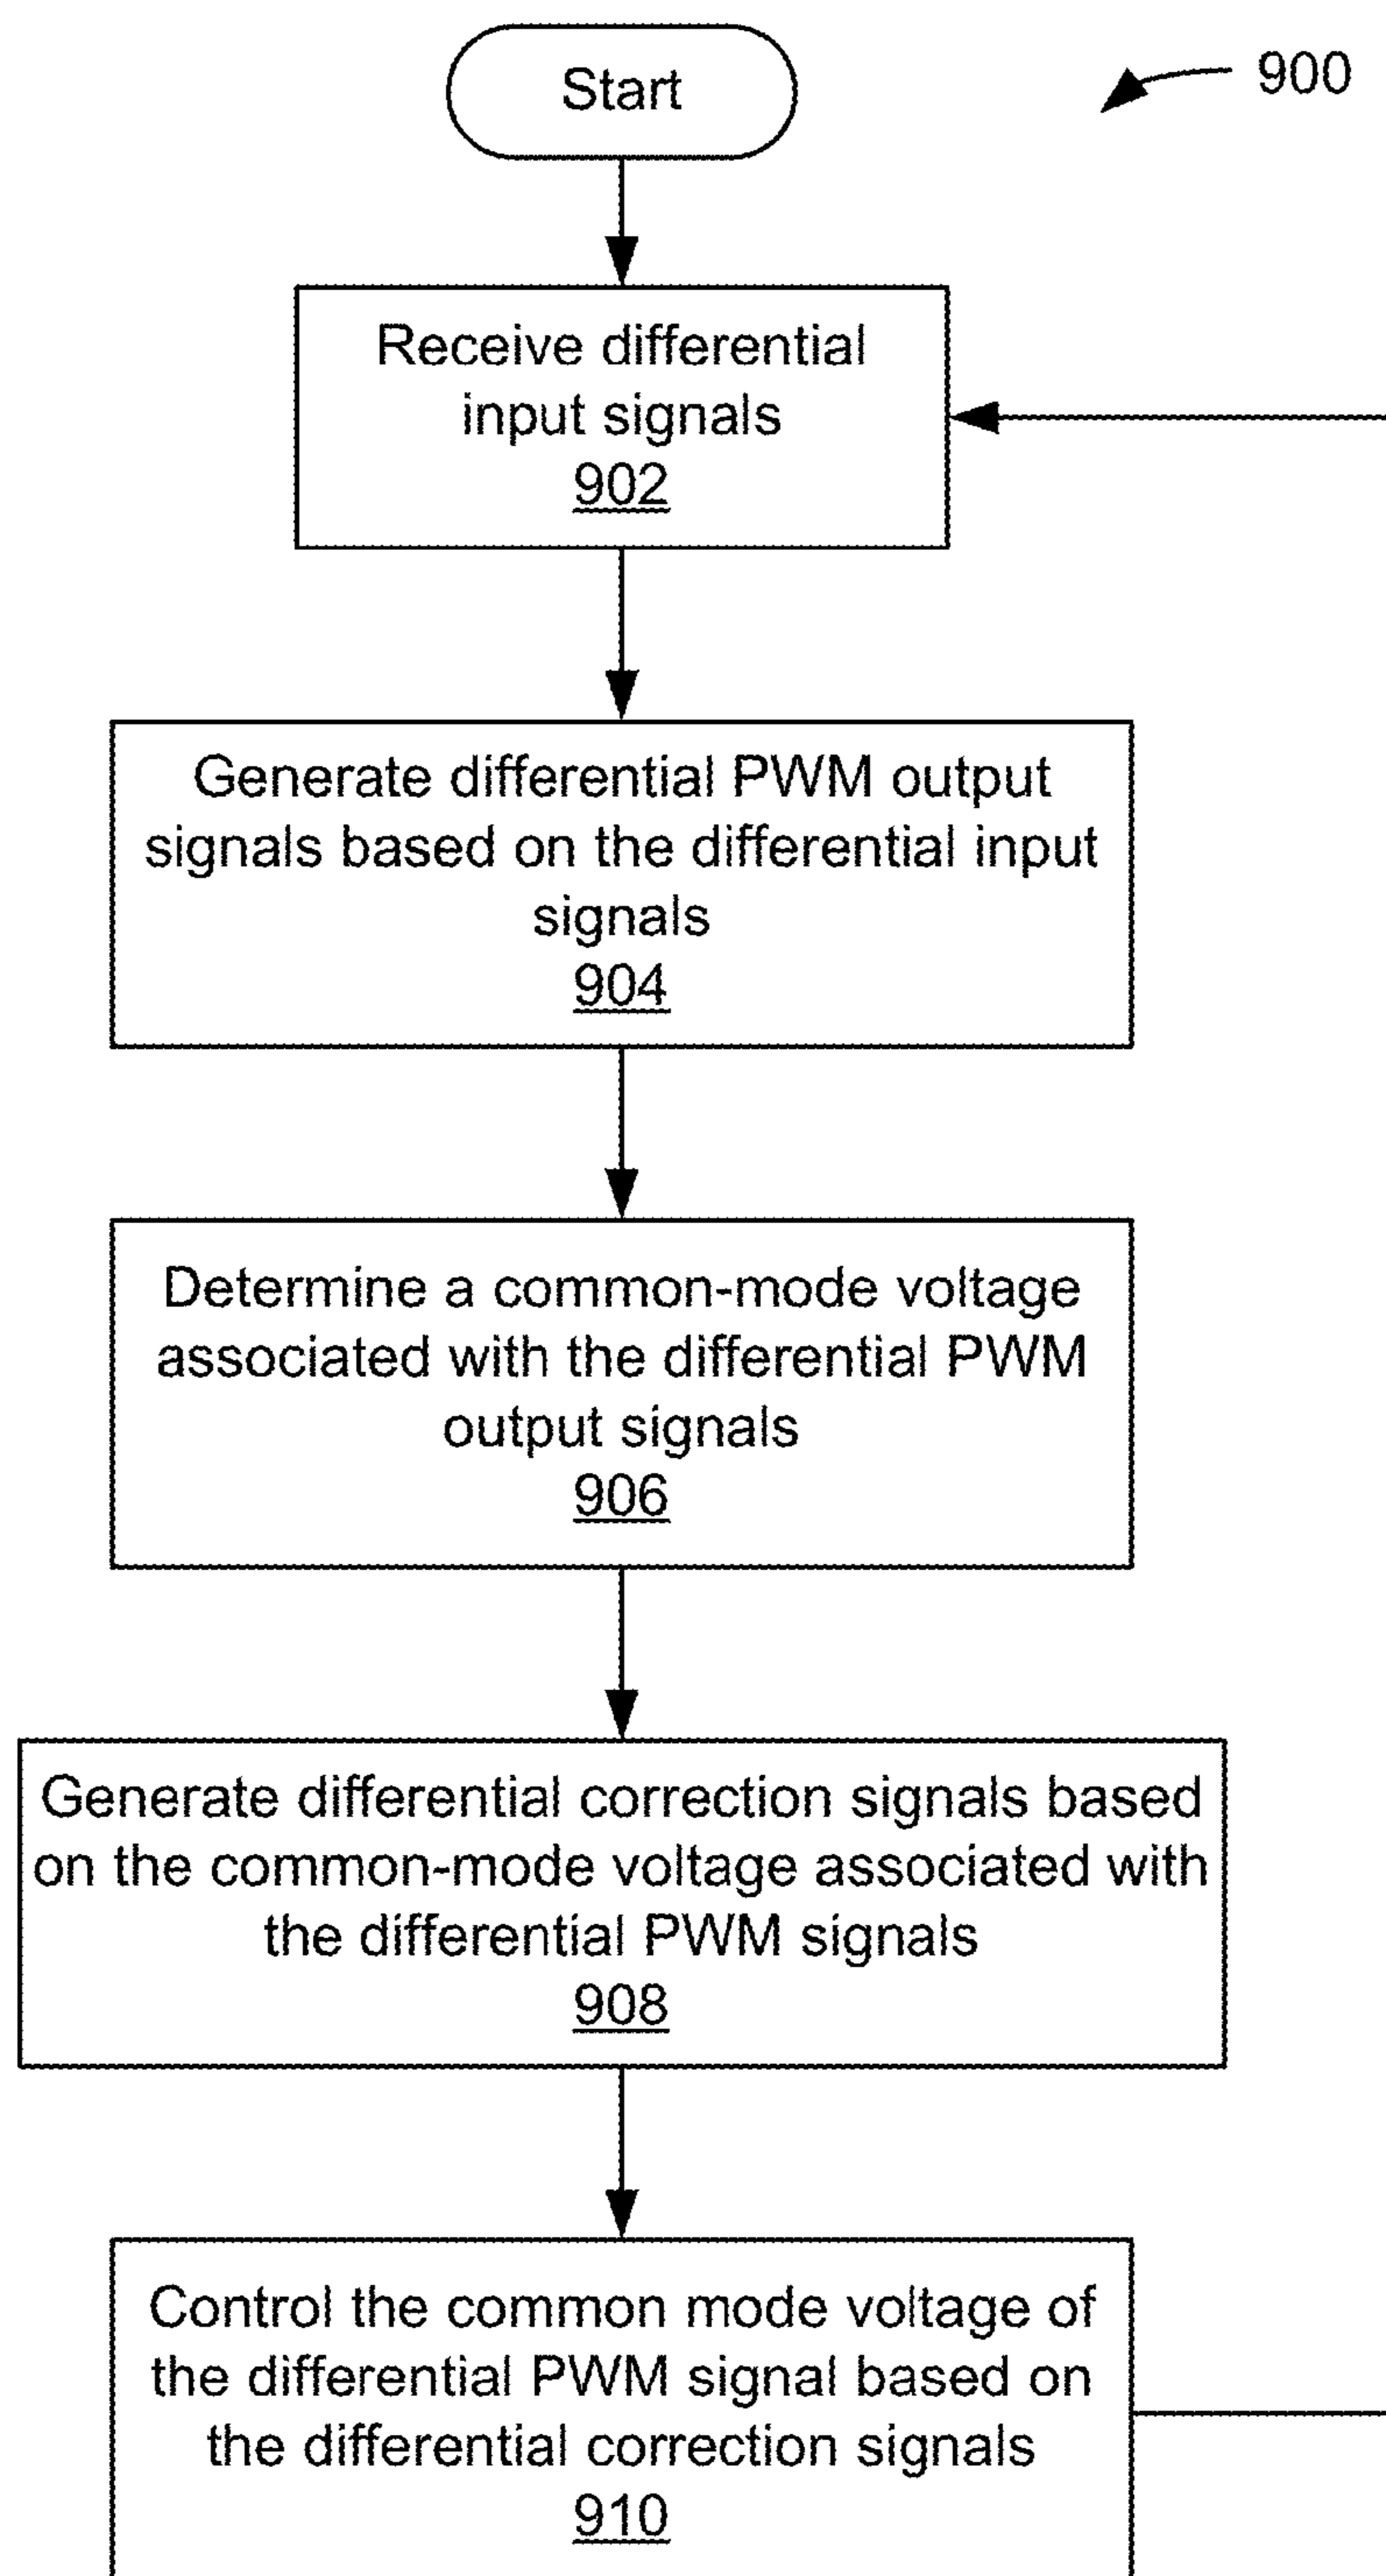 Start
900
Receive differential
input signals
902
Generate differential PWM output
signals based on the differential input
signals
904
Determine a common-mode voltage
associated with the differential PWM
output signals
906
Generate differential correction signals based
on the common-mode voltage associated with
the differential PWM signals
908
Control the common mode voltage of
the differential PWM signal based on
the differential correction signals
910